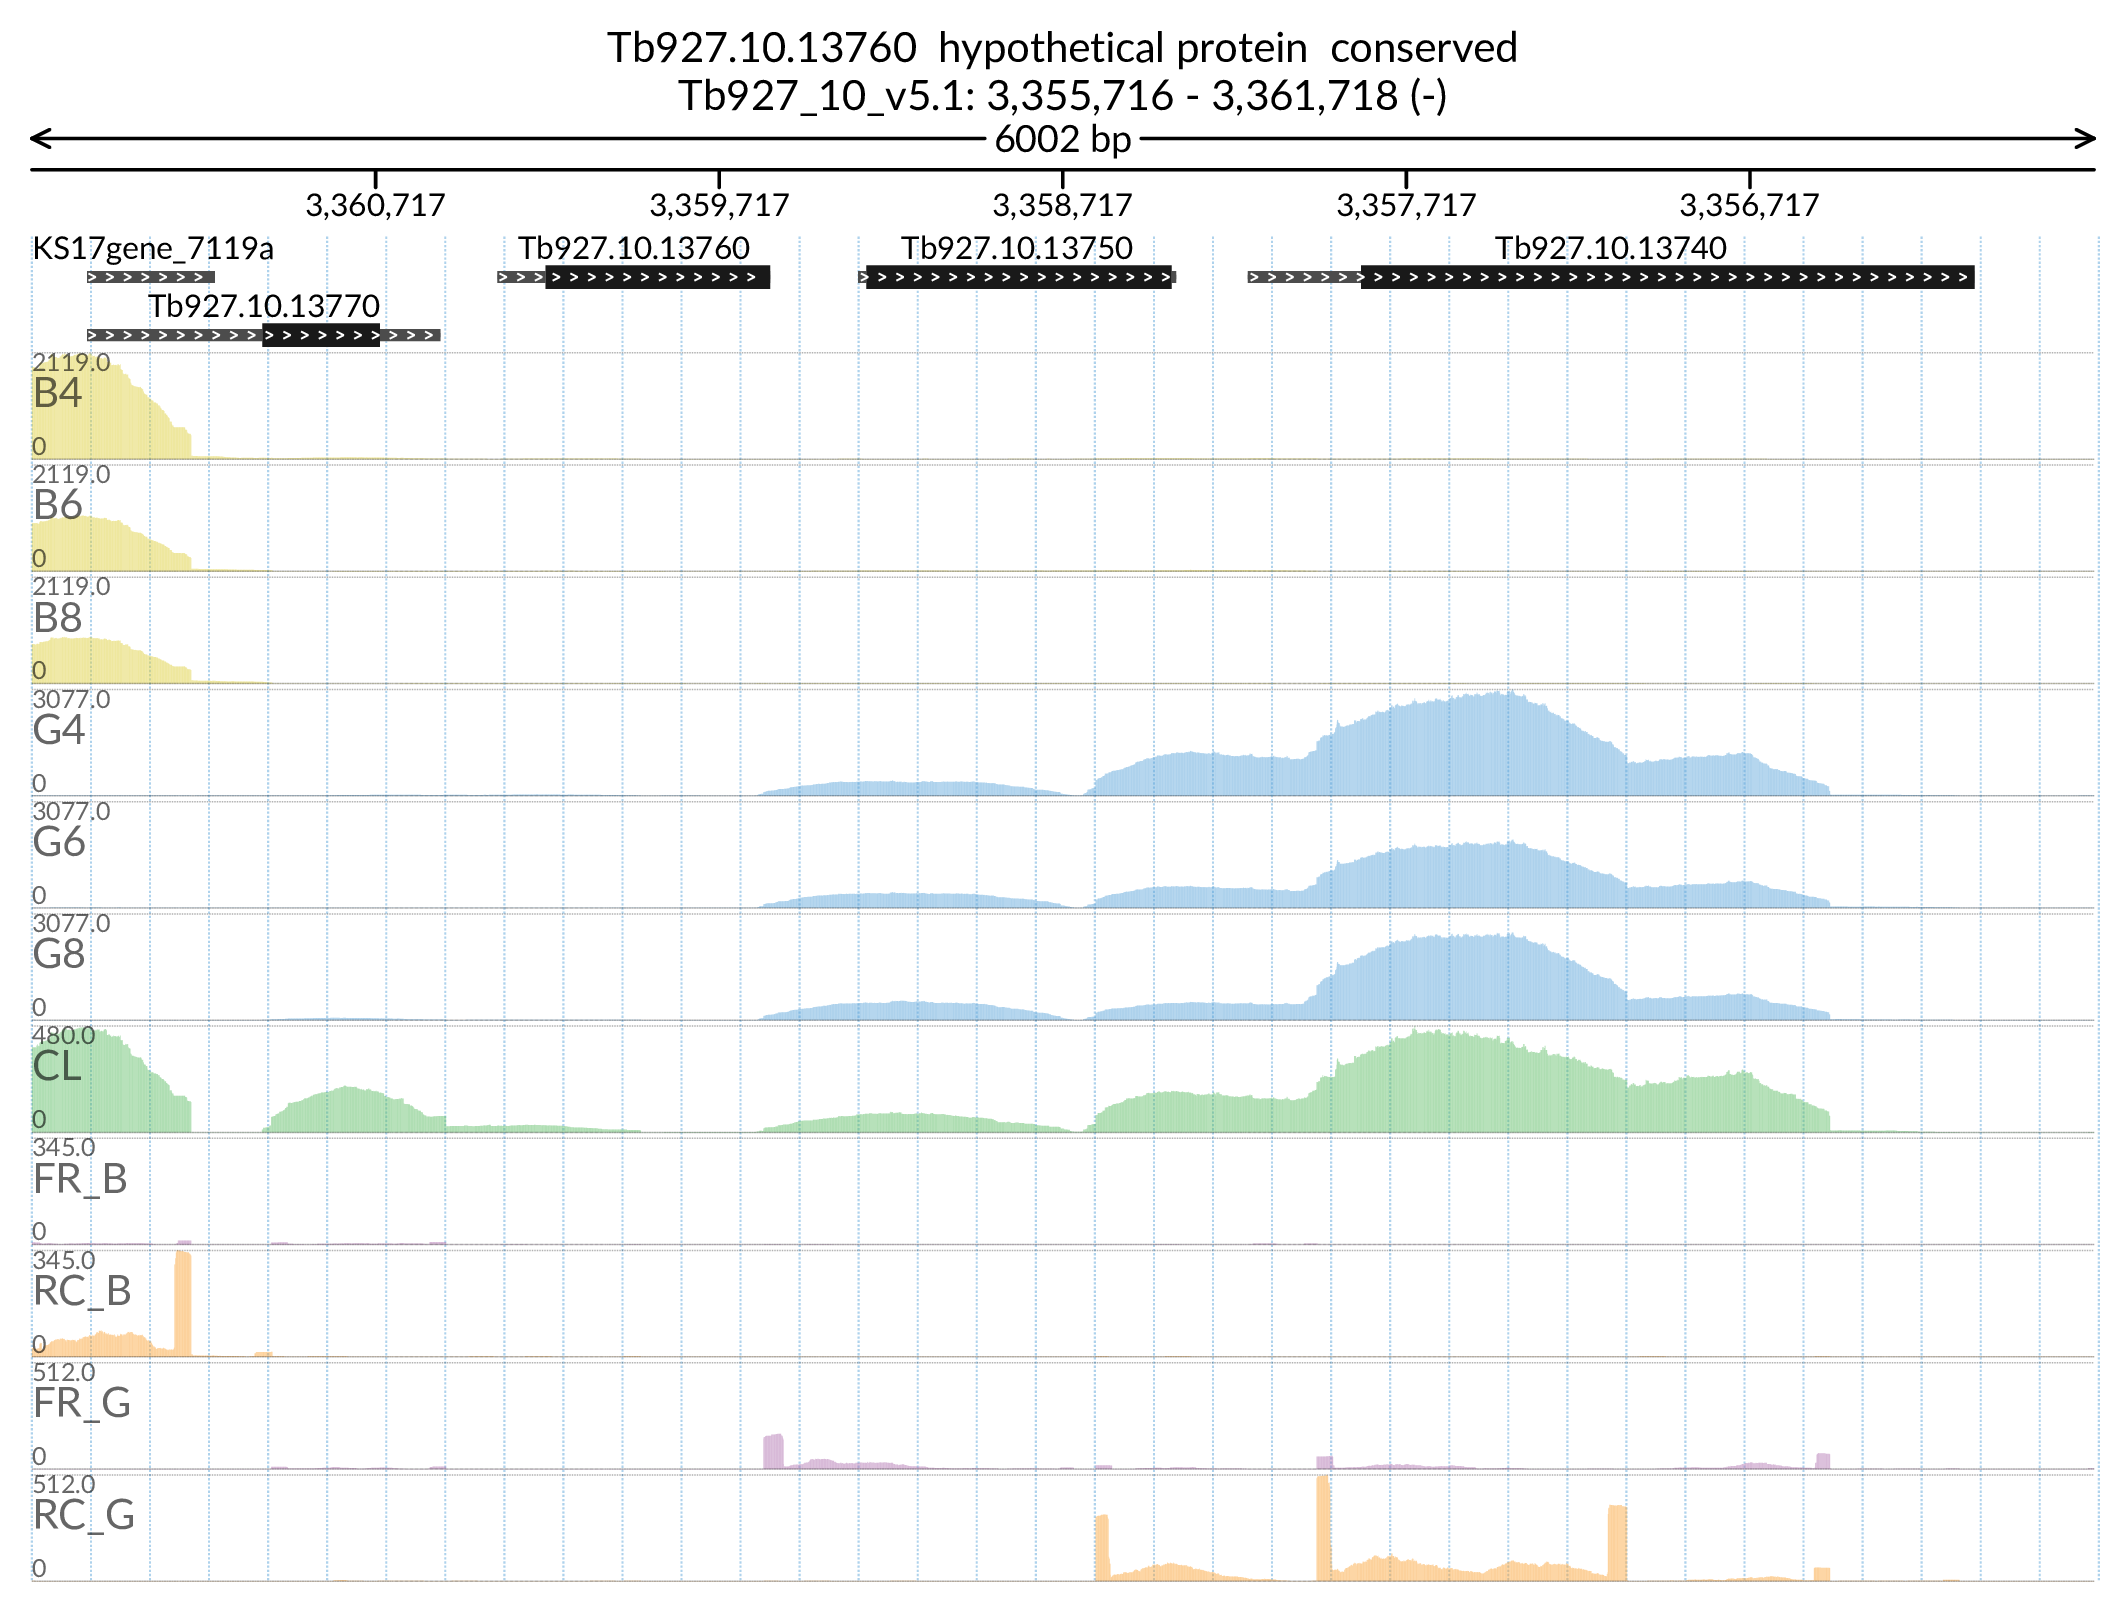 Tb927.10.13760  hypothetical protein  conserved
Tb927_10_v5.1: 3,355,716 - 3,361,718 (-)
6002 bp
3,360,717 3,359,717 3,358,717 3,357,717 3,356,717
KS17gene_7119a Tb927.10.13760 Tb927.10.13750 Tb927.10.13740
Tb927.10.13770
2119.0
B4
0
2119.0
B6
0
2119.0
B8
0
3077.0
G4
0
3077.0
G6
0
3077.0
G8
0
480.0
CL
0
345.0
FR_B
0
345.0
RC_B
0
512.0
FR_G
0
512.0
RC_G
0